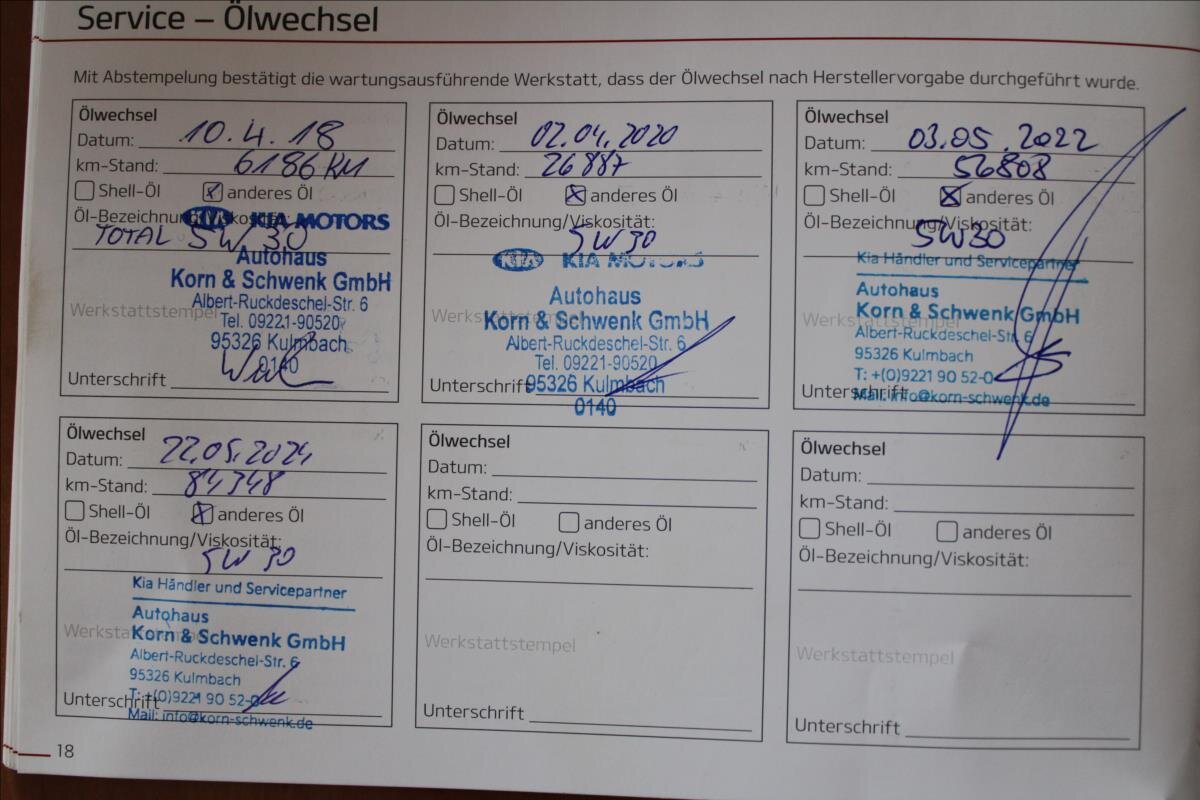 Service – Ölwechsel
Mit Abstempelung bestätigt die wartungsausführende Werkstatt, dass der Ölwechsel nach Herstellervorgabe durchgeführt wurde.
Ölwechsel
Datum: 10.4.18
km-Stand: 6186 KM
Shell-Öl anderes Öl
Öl-Bezeichnung/Viskosität:
KIA KIA MOTORS
TOTAL 5W30
Autohaus
Korn & Schwenk GmbH
Albert-Ruckdeschel-Str. 6
Werkstattstempel
Tel. 09221-90520
95326 Kulmbach
0140
Unterschrift
Ölwechsel
Datum: 02.04.2020
km-Stand: 26887
Shell-Öl anderes Öl
Öl-Bezeichnung/Viskosität:
5W30
KIA KIA MOTORS
Autohaus
Werkstattstempel
Korn & Schwenk GmbH
Albert-Ruckdeschel-Str. 6
Tel. 09221-90520
Unterschrift
95326 Kulmbach
0140
Ölwechsel
Datum: 03.05.2022
km-Stand: 56808
Shell-Öl anderes Öl
Öl-Bezeichnung/Viskosität:
5W30
Kia Händler und Servicepartner
Autohaus
Werkstattstempel
Korn & Schwenk GmbH
Albert-Ruckdeschel-Str. 6
95326 Kulmbach
T: +(0)9221 90 52-0
Unterschrift
Mail: info@korn-schwenk.de
Ölwechsel
Datum: 22.05.2024
km-Stand: 84348
Shell-Öl anderes Öl
Öl-Bezeichnung/Viskosität:
5W30
Kia Händler und Servicepartner
Autohaus
Werkstattstempel
Korn & Schwenk GmbH
Albert-Ruckdeschel-Str. 6
95326 Kulmbach
T: +(0)9221 90 52-0
Unterschrift
Mail: info@korn-schwenk.de
Ölwechsel
Datum:
km-Stand:
Shell-Öl anderes Öl
Öl-Bezeichnung/Viskosität:
Werkstattstempel
Unterschrift
Ölwechsel
Datum:
km-Stand:
Shell-Öl anderes Öl
Öl-Bezeichnung/Viskosität:
Werkstattstempel
Unterschrift
18